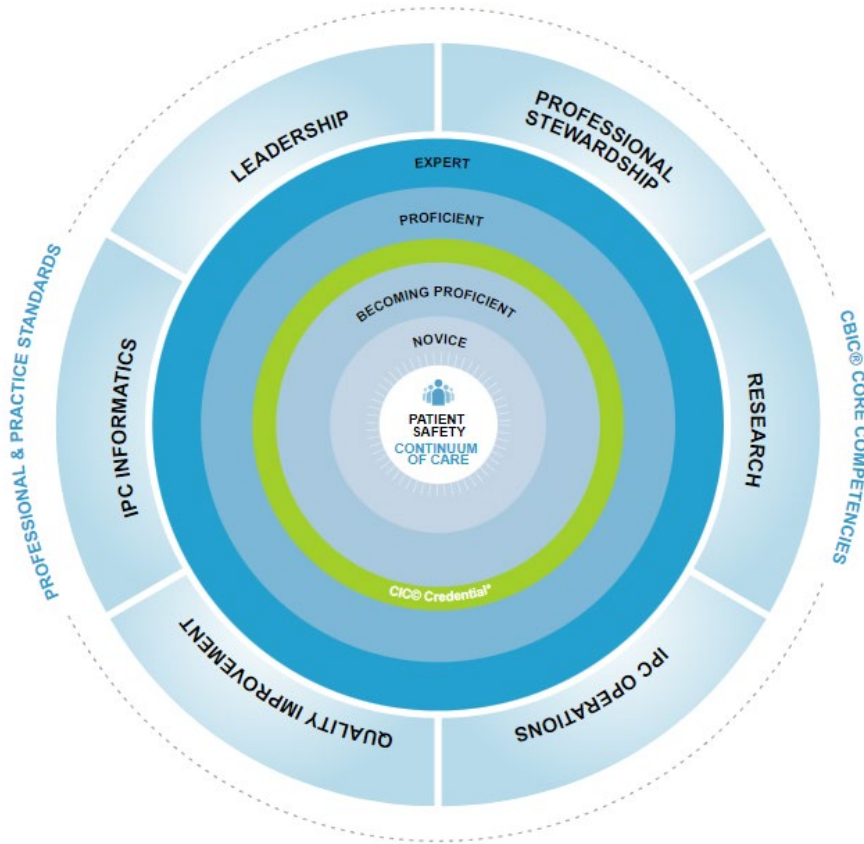 LEADERSHIP
PROFESSIONAL
STEWARDSHIP
EXPERT
PROFICIENT
BECOMING PROFICIENT
NOVICE
PATIENT
SAFETY
CONTINUUM
OF CARE
CIC© Credential*
IPC INFORMATICS
RESEARCH
QUALITY IMPROVEMENT
IPC OPERATIONS
PROFESSIONAL & PRACTICE STANDARDS
CBIC® CORE COMPETENCIES